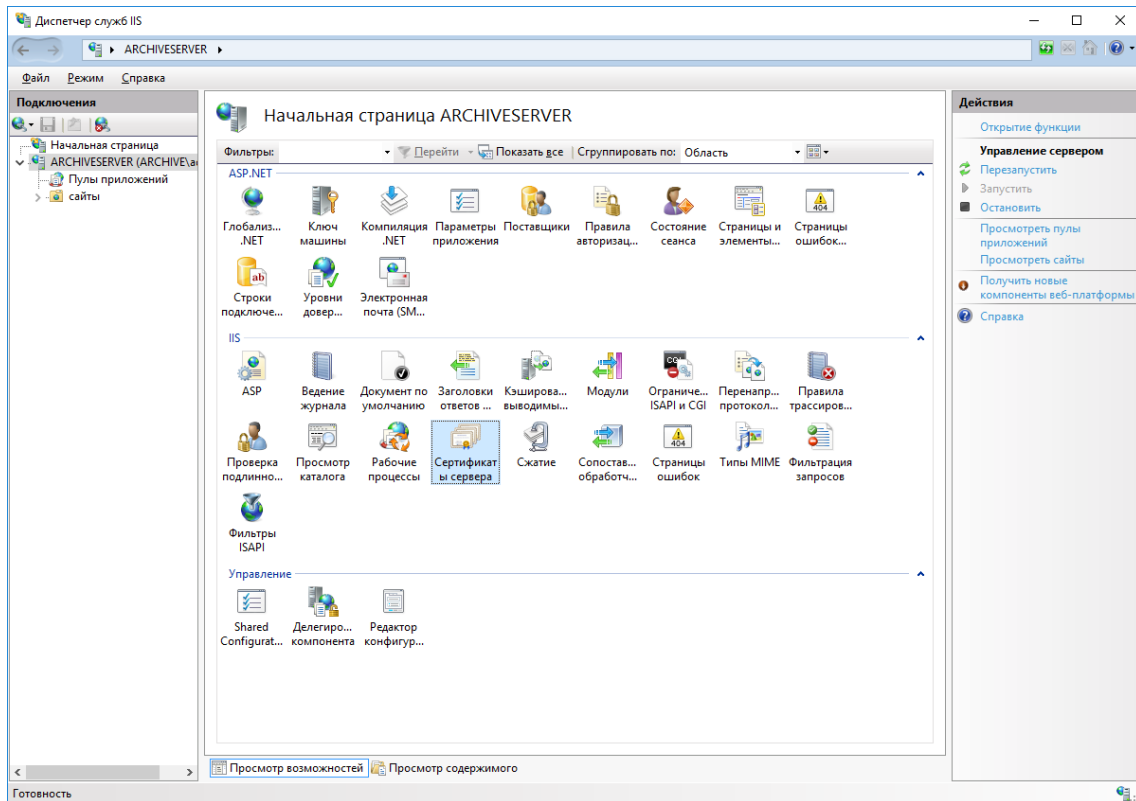 Диспетчер служб IIS
ARCHIVESERVER
Файл Режим Справка
Подключения
Начальная страница
ARCHIVESERVER (ARCHIVE\a
Пулы приложений
сайты
Начальная страница ARCHIVESERVER
Фильтры: Перейти Показать все Сгруппировать по: Область
ASP.NET
Глобализ... Ключ Компиляция Параметры Поставщики Правила Состояние Страницы и Страницы
.NET машины .NET приложения авторизац... сеанса элементы... ошибок...
Строки Уровни Электронная
подключе... довер... почта (SM...
IIS
ASP Ведение Документ по Заголовки Кэширова... Модули Ограниче... Перенапр... Правила
журнала умолчанию ответов ... выводимы... ISAPI и CGI протокол... трассиров...
Проверка Просмотр Рабочие Сертификат Сжатие Сопостав... Страницы Типы MIME Фильтрация
подлинно... каталога процессы ы сервера обработч... ошибок запросов
Фильтры
ISAPI
Управление
Shared Делегиро... Редактор
Configurat... компонента конфигур...
Просмотр возможностей Просмотр содержимого
Действия
Открытие функции
Управление сервером
Перезапустить
Запустить
Остановить
Просмотреть пулы
приложений
Просмотреть сайты
Получить новые
компоненты веб-платформы
Справка
Готовность